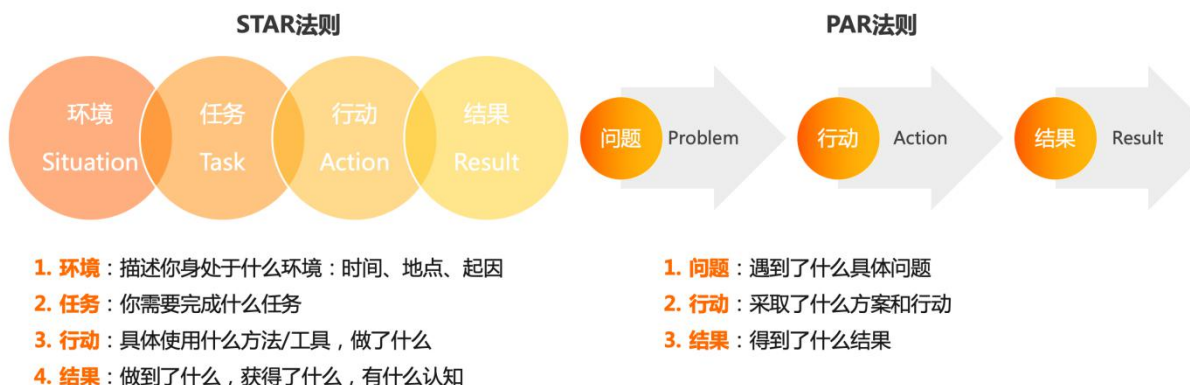 STAR法则
环境
Situation
任务
Task
行动
Action
结果
Result
1. 环境：描述你身处于什么环境：时间、地点、起因
2. 任务：你需要完成什么任务
3. 行动：具体使用什么方法/工具，做了什么
4. 结果：做到了什么，获得了什么，有什么认知
PAR法则
问题 Problem
行动 Action
结果 Result
1. 问题：遇到了什么具体问题
2. 行动：采取了什么方案和行动
3. 结果：得到了什么结果